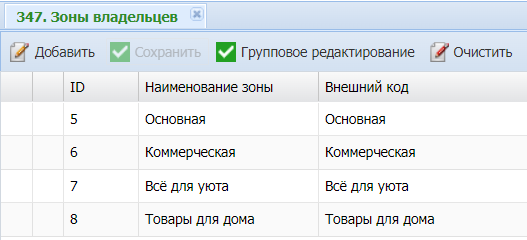 347. Зоны владельцев
Добавить Сохранить Групповое редактирование Очистить
ID Наименование зоны Внешний код
5 Основная Основная
6 Коммерческая Коммерческая
7 Всё для уюта Всё для уюта
8 Товары для дома Товары для дома